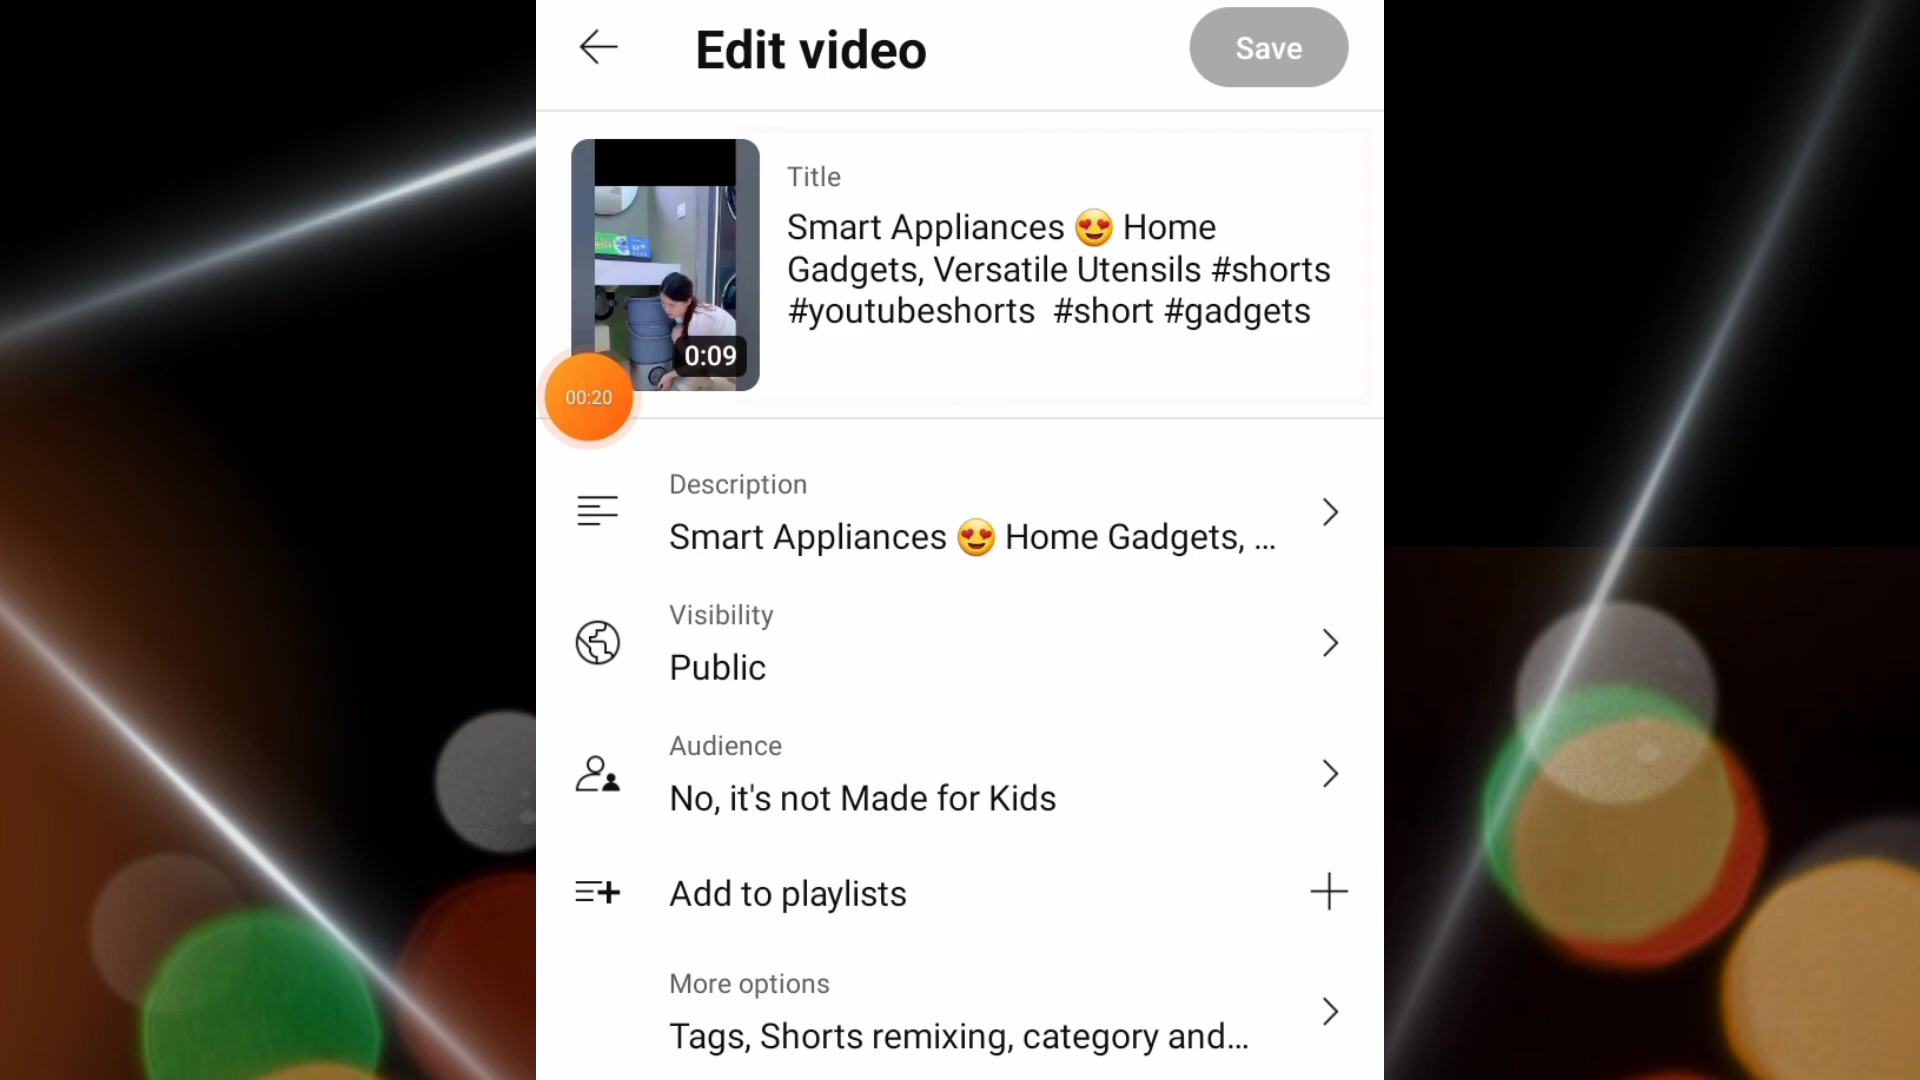 Edit video
Save
Title
Smart Appliances 😍 Home
Gadgets, Versatile Utensils #shorts
#youtubeshorts  #short #gadgets
0:09
00:20
Description
Smart Appliances 😍 Home Gadgets, ...
Visibility
Public
Audience
No, it's not Made for Kids
Add to playlists
More options
Tags, Shorts remixing, category and...